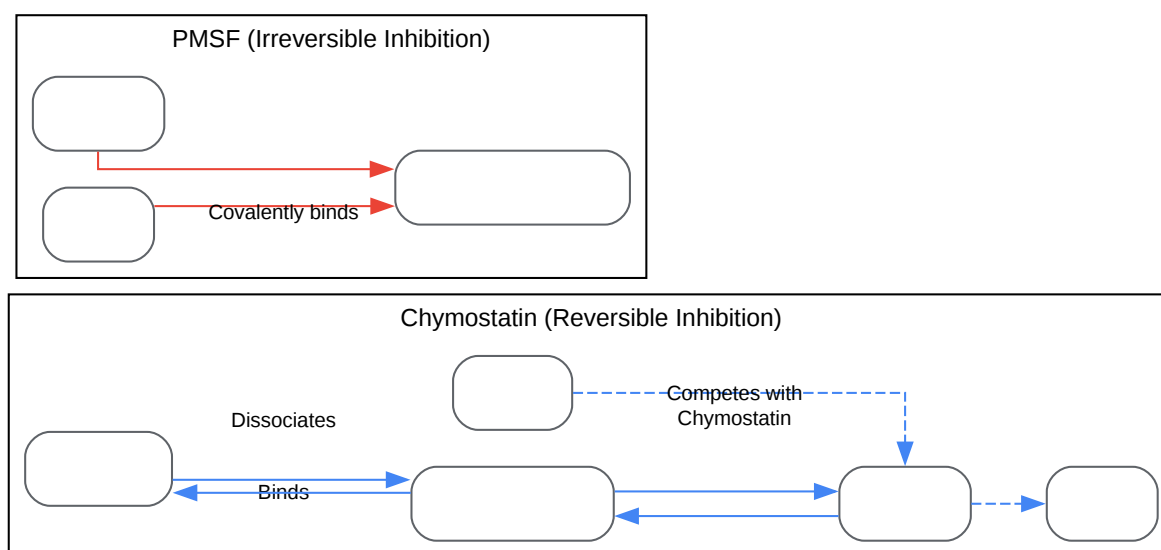 PMSF (Irreversible Inhibition)
Covalently binds
Chymostatin (Reversible Inhibition)
Competes with
Chymostatin
Dissociates
Binds